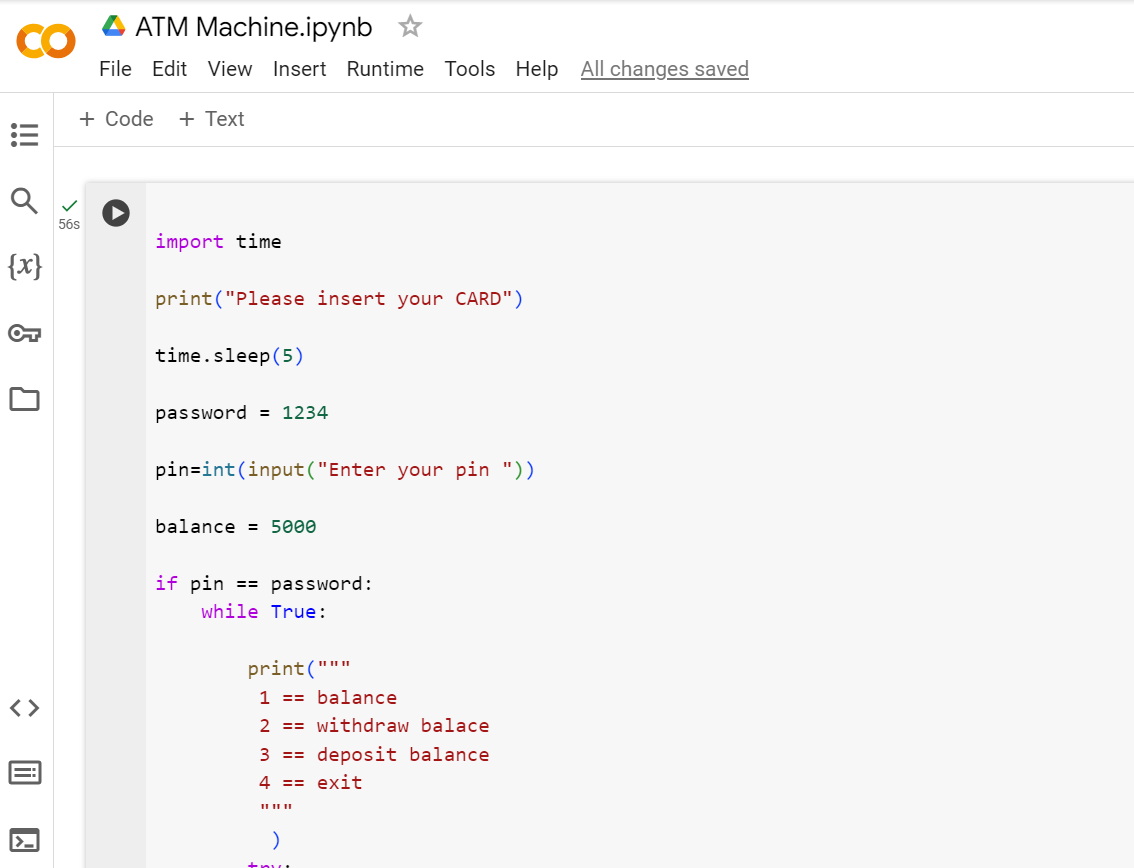 ATM Machine.ipynb
File Edit View Insert Runtime Tools Help All changes saved
+ Code + Text
56s
import time
print("Please insert your CARD")
time.sleep(5)
password = 1234
pin=int(input("Enter your pin "))
balance = 5000
if pin == password:
    while True:
        print("""
         1 == balance
         2 == withdraw balace
         3 == deposit balance
         4 == exit
         """
          )
        try: